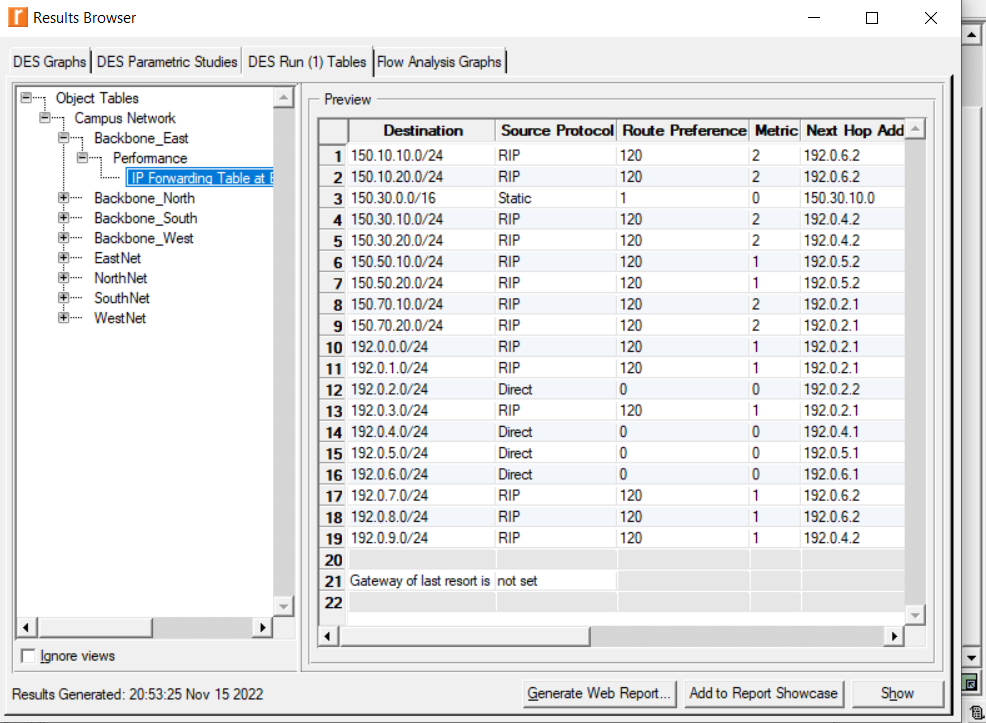 Results Browser
DES Graphs DES Parametric Studies DES Run (1) Tables Flow Analysis Graphs
Object Tables
Campus Network
Backbone_East
Performance
IP Forwarding Table at
Backbone_North
Backbone_South
Backbone_West
EastNet
NorthNet
SouthNet
WestNet
Preview
Destination Source Protocol Route Preference Metric Next Hop Add
1 150.10.10.0/24 RIP 120 2 192.0.6.2
2 150.10.20.0/24 RIP 120 2 192.0.6.2
3 150.30.0.0/16 Static 1 0 150.30.10.0
4 150.30.10.0/24 RIP 120 2 192.0.4.2
5 150.30.20.0/24 RIP 120 2 192.0.4.2
6 150.50.10.0/24 RIP 120 1 192.0.5.2
7 150.50.20.0/24 RIP 120 1 192.0.5.2
8 150.70.10.0/24 RIP 120 2 192.0.2.1
9 150.70.20.0/24 RIP 120 2 192.0.2.1
10 192.0.0.0/24 RIP 120 1 192.0.2.1
11 192.0.1.0/24 RIP 120 1 192.0.2.1
12 192.0.2.0/24 Direct 0 0 192.0.2.2
13 192.0.3.0/24 RIP 120 1 192.0.2.1
14 192.0.4.0/24 Direct 0 0 192.0.4.1
15 192.0.5.0/24 Direct 0 0 192.0.5.1
16 192.0.6.0/24 Direct 0 0 192.0.6.1
17 192.0.7.0/24 RIP 120 1 192.0.6.2
18 192.0.8.0/24 RIP 120 1 192.0.6.2
19 192.0.9.0/24 RIP 120 1 192.0.4.2
20
21 Gateway of last resort is not set
22
Ignore views
Results Generated: 20:53:25 Nov 15 2022
Generate Web Report... Add to Report Showcase Show